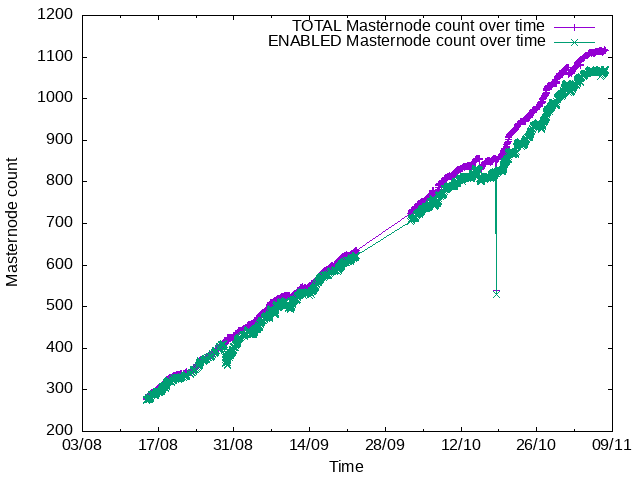 1200
1100
1000
900
800
700
600
500
400
300
200
Masternode count
TOTAL Masternode count over time
ENABLED Masternode count over time
03/08 17/08 31/08 14/09 28/09 12/10 26/10 09/11
Time